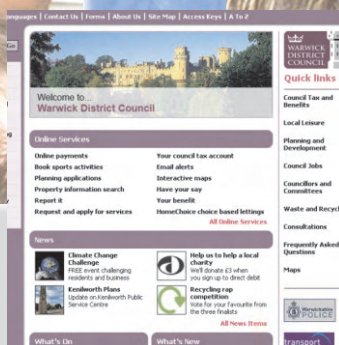 Languages | Contact Us | Forms | About Us | Site Map | Access Keys | A To Z
Go
Welcome to...
Warwick District Council
WARWICK
DISTRICT
COUNCIL
Quick links
Council Tax and
Benefits
Local Leisure
Planning and
Development
Council Jobs
Councillors and
Committees
Waste and Recycl
Consultations
Frequently Asked
Questions
Maps
Warwickshire
POLICE
transport
Online Services
Online payments
Book sports activities
Planning applications
Property information search
Report it
Request and apply for services
Your council tax account
Email alerts
Interactive maps
Have your say
Your benefit
HomeChoice choice based lettings
All Online Services
News
Climate Change
Challenge
FREE event challenging
residents and business
Kenilworth Plans
Update on Kenilworth Public
Service Centre
Help us to help a local
charity
We'll donate £3 when
you sign up to direct debit
Recycling rap
competition
Vote for your favourite from
the three finalists
All News Items
What's On
What's New